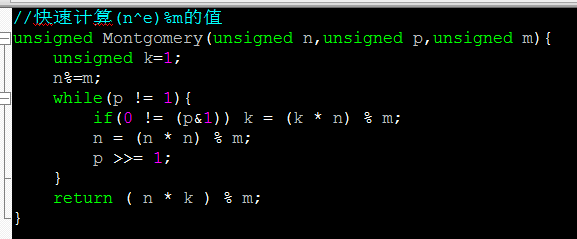 //快速计算(n^e)%m的值
unsigned Montgomery(unsigned n,unsigned p,unsigned m){
    unsigned k=1;
    n%=m;
    while(p != 1){
        if(0 != (p&1)) k = (k * n) % m;
        n = (n * n) % m;
        p >>= 1;
    }
    return ( n * k ) % m;
}